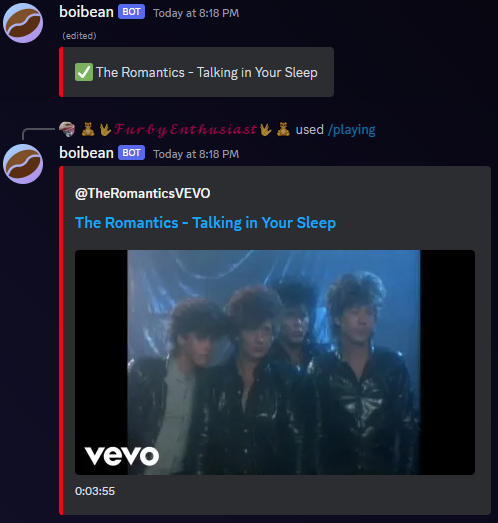 boibean BOT Today at 8:18 PM
(edited)
✅ The Romantics - Talking in Your Sleep
🧸🤟𝓕𝓾𝓻𝓫𝔂 𝓔𝓷𝓽𝓱𝓾𝓼𝓲𝓪𝓼𝓽🤟🧸 used /playing
boibean BOT Today at 8:18 PM
@TheRomanticsVEVO
The Romantics - Talking in Your Sleep
vevo
0:03:55